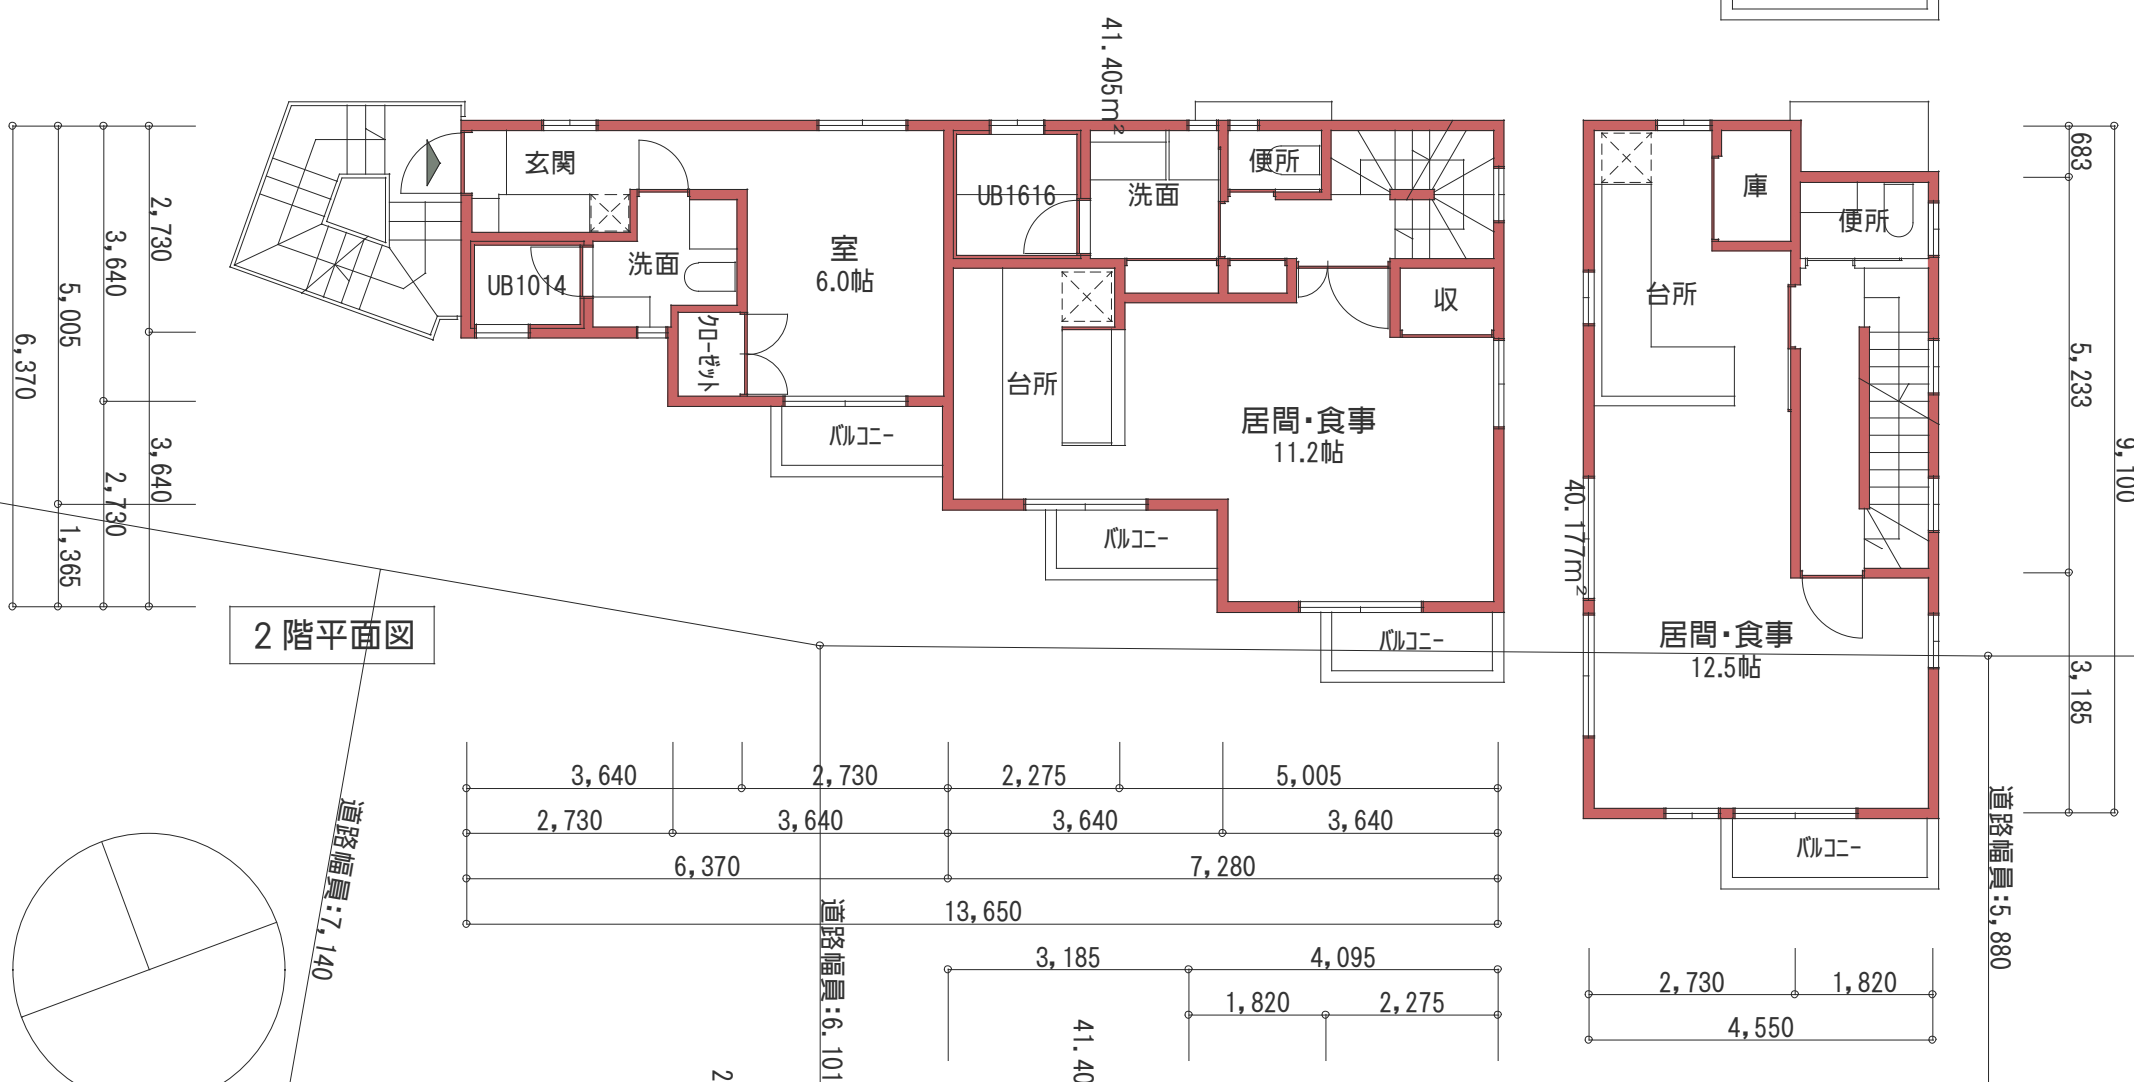 41.405m²
玄関
UB1014
洗面
クローゼット
室
6.0帖
バルコニー
UB1616
洗面
便所
収
台所
居間・食事
11.2帖
バルコニー
バルコニー
庫
便所
台所
居間・食事
12.5帖
バルコニー
40.177m²
2,730
3,640
3,640
2,730
5,005
1,365
6,370
683
5,233
3,185
9,100
2階平面図
3,640
2,730
2,275
5,005
2,730
3,640
3,640
3,640
6,370
7,280
13,650
3,185
4,095
1,820
2,275
2,730
1,820
4,550
道路幅員:7,140
道路幅員:6.101
道路幅員:5,880
41.40
2